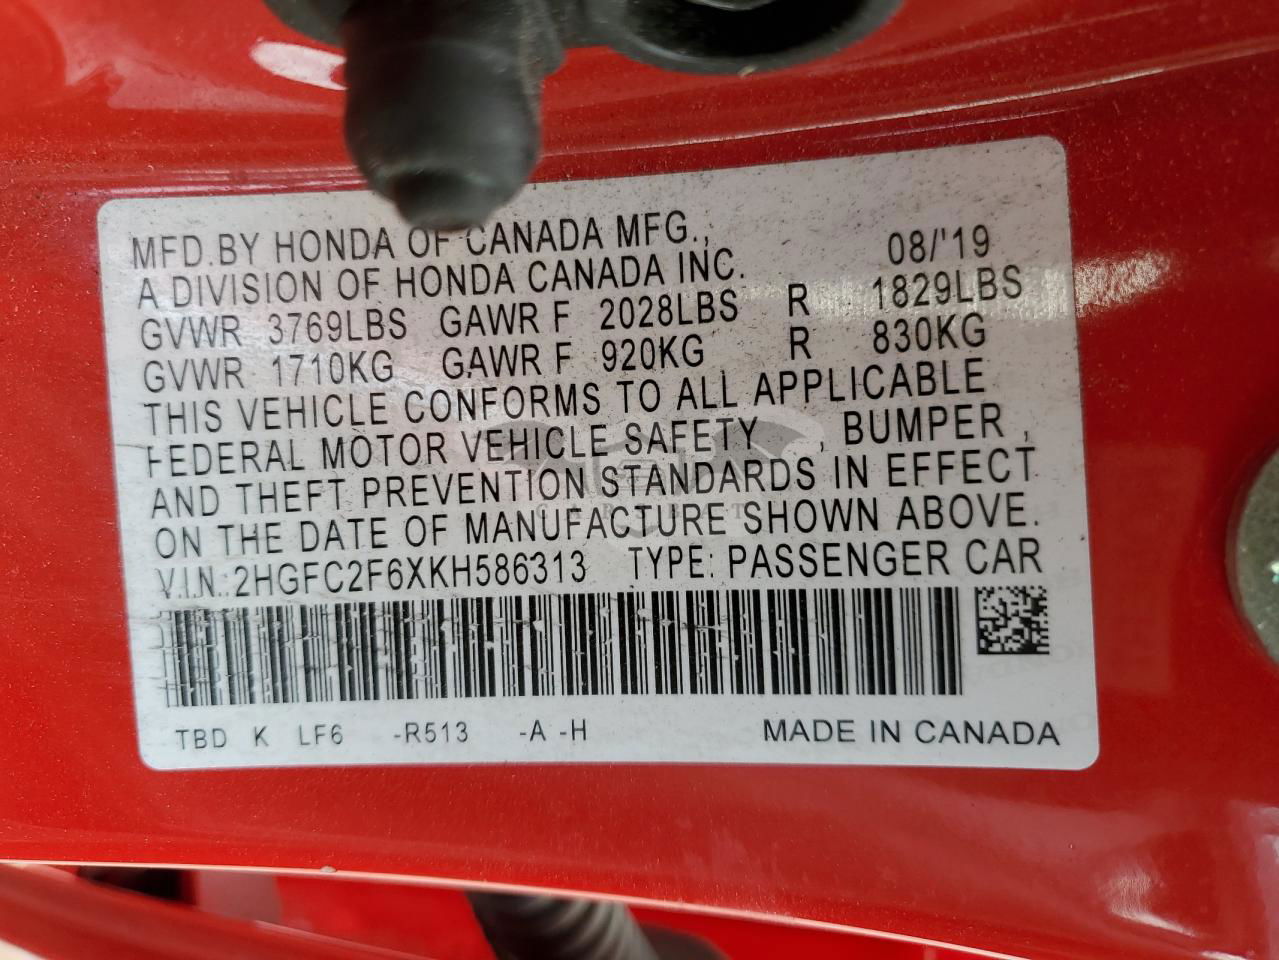 MFD.BY HONDA OF CANADA MFG., 08/'19
A DIVISION OF HONDA CANADA INC.
GVWR 3769LBS GAWR F 2028LBS R 1829LBS
GVWR 1710KG GAWR F 920KG R 830KG
THIS VEHICLE CONFORMS TO ALL APPLICABLE
FEDERAL MOTOR VEHICLE SAFETY , BUMPER ,
AND THEFT PREVENTION STANDARDS IN EFFECT
ON THE DATE OF MANUFACTURE SHOWN ABOVE.
V.I.N.:2HGFC2F6XKH586313 TYPE: PASSENGER CAR
TBD K LF6 -R513 -A -H MADE IN CANADA